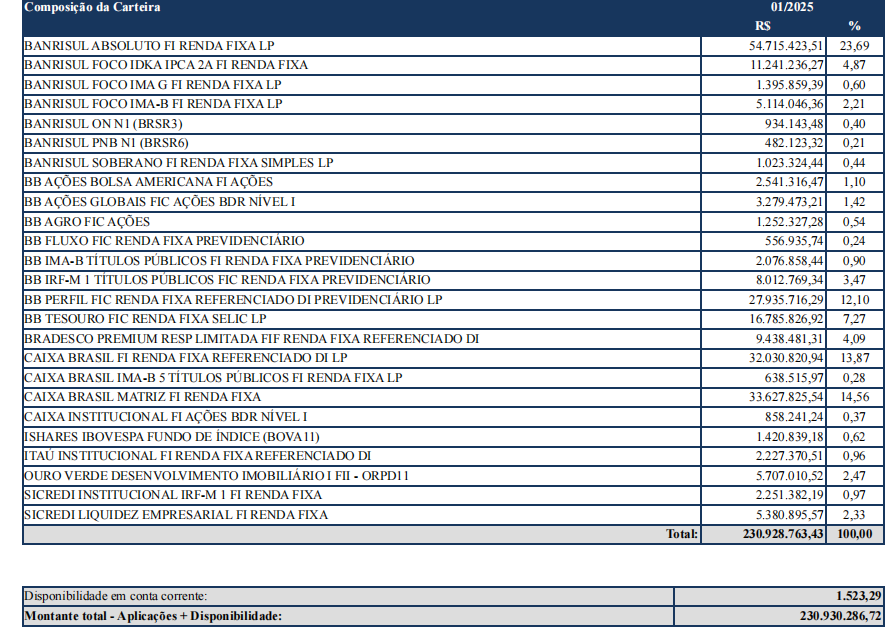 Composição da Carteira 01/2025
R$ %
BANRISUL ABSOLUTO FI RENDA FIXA LP 54.715.423,51 23,69
BANRISUL FOCO IDKA IPCA 2A FI RENDA FIXA 11.241.236,27 4,87
BANRISUL FOCO IMA G FI RENDA FIXA LP 1.395.859,39 0,60
BANRISUL FOCO IMA-B FI RENDA FIXA LP 5.114.046,36 2,21
BANRISUL ON N1 (BRSR3) 934.143,48 0,40
BANRISUL PNB N1 (BRSR6) 482.123,32 0,21
BANRISUL SOBERANO FI RENDA FIXA SIMPLES LP 1.023.324,44 0,44
BB AÇÕES BOLSA AMERICANA FI AÇÕES 2.541.316,47 1,10
BB AÇÕES GLOBAIS FIC AÇÕES BDR NÍVEL I 3.279.473,21 1,42
BB AGRO FIC AÇÕES 1.252.327,28 0,54
BB FLUXO FIC RENDA FIXA PREVIDENCIÁRIO 556.935,74 0,24
BB IMA-B TÍTULOS PÚBLICOS FI RENDA FIXA PREVIDENCIÁRIO 2.076.858,44 0,90
BB IRF-M 1 TÍTULOS PÚBLICOS FIC RENDA FIXA PREVIDENCIÁRIO 8.012.769,34 3,47
BB PERFIL FIC RENDA FIXA REFERENCIADO DI PREVIDENCIÁRIO LP 27.935.716,29 12,10
BB TESOURO FIC RENDA FIXA SELIC LP 16.785.826,92 7,27
BRADESCO PREMIUM RESP LIMITADA FIF RENDA FIXA REFERENCIADO DI 9.438.481,31 4,09
CAIXA BRASIL FI RENDA FIXA REFERENCIADO DI LP 32.030.820,94 13,87
CAIXA BRASIL IMA-B 5 TÍTULOS PÚBLICOS FI RENDA FIXA LP 638.515,97 0,28
CAIXA BRASIL MATRIZ FI RENDA FIXA 33.627.825,54 14,56
CAIXA INSTITUCIONAL FI AÇÕES BDR NÍVEL I 858.241,24 0,37
ISHARES IBOVESPA FUNDO DE ÍNDICE (BOVA11) 1.420.839,18 0,62
ITAÚ INSTITUCIONAL FI RENDA FIXA REFERENCIADO DI 2.227.370,51 0,96
OURO VERDE DESENVOLVIMENTO IMOBILIÁRIO I FII - ORPD11 5.707.010,52 2,47
SICREDI INSTITUCIONAL IRF-M 1 FI RENDA FIXA 2.251.382,19 0,97
SICREDI LIQUIDEZ EMPRESARIAL FI RENDA FIXA 5.380.895,57 2,33
Total: 230.928.763,43 100,00
Disponibilidade em conta corrente: 1.523,29
Montante total - Aplicações + Disponibilidade: 230.930.286,72